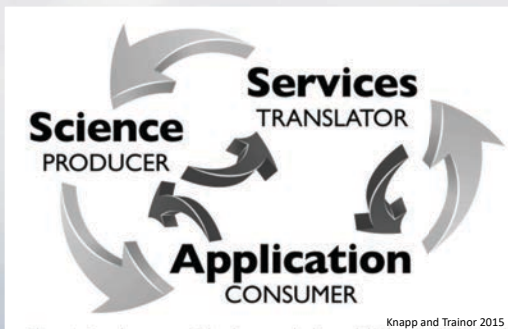 Services
TRANSLATOR
Science
PRODUCER
Application
CONSUMER
Knapp and Trainor 2015